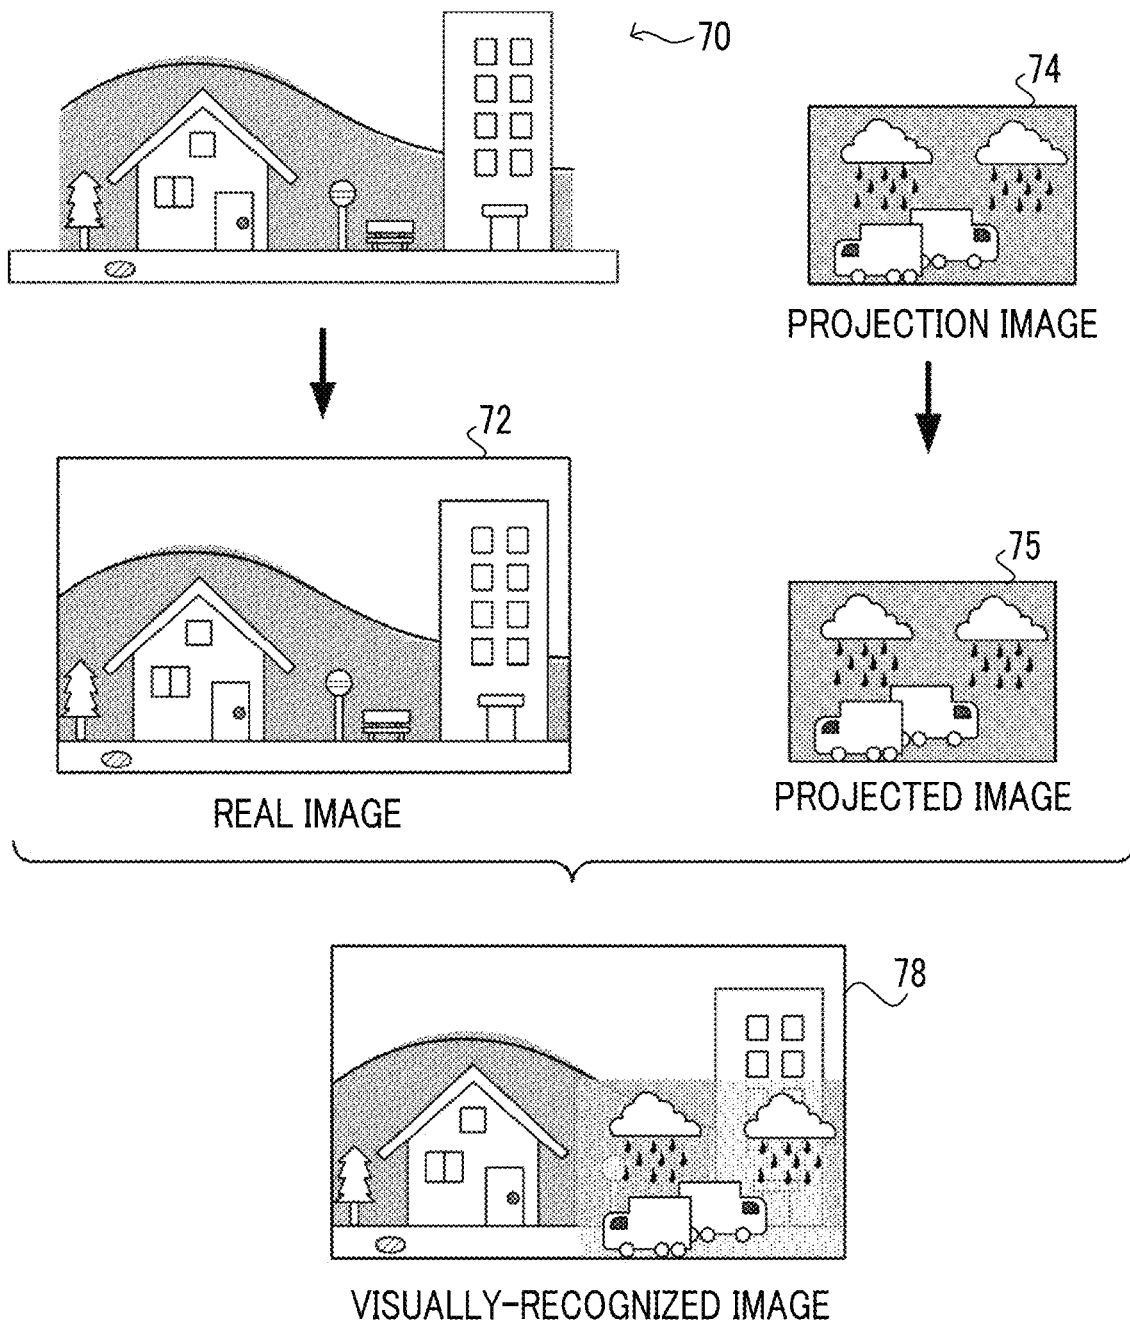 70
74
PROJECTION IMAGE
72
75
REAL IMAGE
PROJECTED IMAGE
78
VISUALLY-RECOGNIZED IMAGE